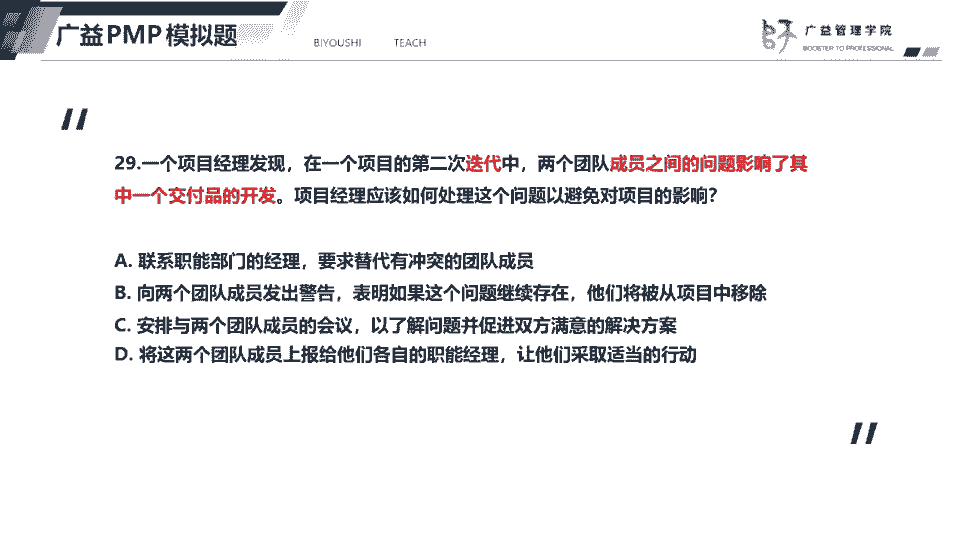 广益PMP模拟题
BIYOUSHI TEACH
广益管理学院
BOOSTER TO PROFESSIONAL
29.一个项目经理发现，在一个项目的第二次迭代中，两个团队成员之间的问题影响了其
中一个交付品的开发。项目经理应该如何处理这个问题以避免对项目的影响？
A. 联系职能部门的经理，要求替代有冲突的团队成员
B. 向两个团队成员发出警告，表明如果这个问题继续存在，他们将被从项目中移除
C. 安排与两个团队成员的会议，以了解问题并促进双方满意的解决方案
D. 将这两个团队成员上报给他们各自的职能经理，让他们采取适当的行动